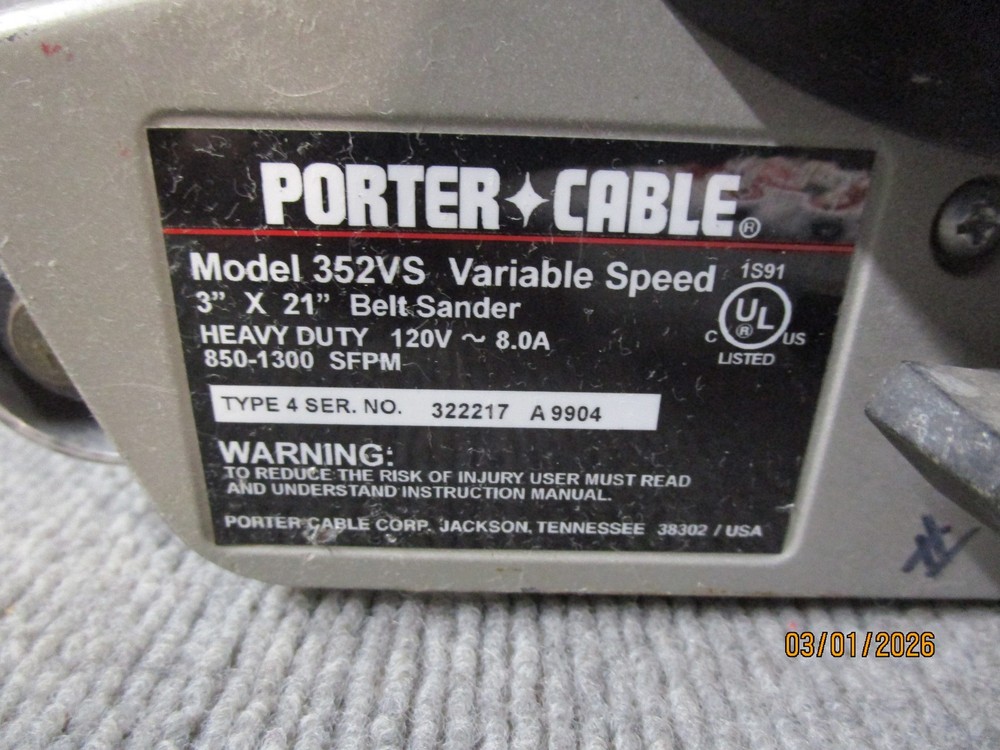 PORTER✦CABLE®
Model 352VS Variable Speed
3” X 21” Belt Sander
HEAVY DUTY 120V ~ 8.0A
850-1300 SFPM
1S91
C UL® US
LISTED
TYPE 4 SER. NO. 322217 A 9904
WARNING:
TO REDUCE THE RISK OF INJURY USER MUST READ
AND UNDERSTAND INSTRUCTION MANUAL.
PORTER CABLE CORP. JACKSON, TENNESSEE 38302 / USA
03/01/2026